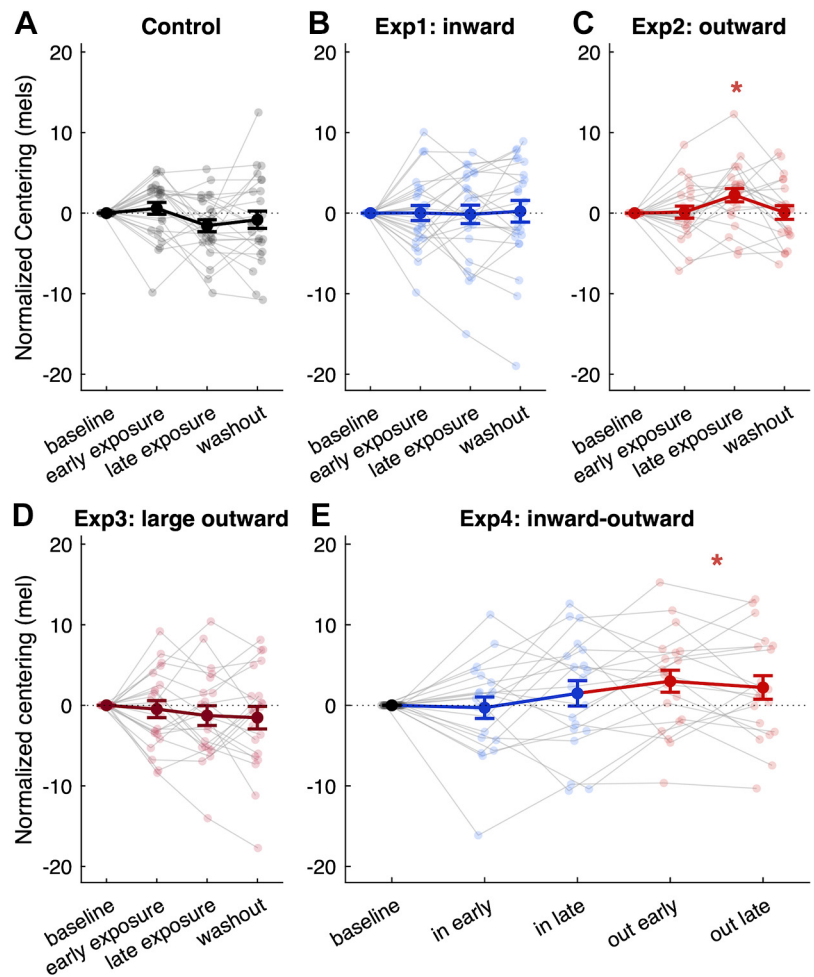 A Control
B Exp1: inward
C Exp2: outward
Normalized Centering (mels)
20
10
0
-10
-20
baseline
early exposure
late exposure
washout
20
10
0
-10
-20
baseline
early exposure
late exposure
washout
*
20
10
0
-10
-20
baseline
early exposure
late exposure
washout
D Exp3: large outward
E Exp4: inward-outward
Normalized centering (mel)
20
10
0
-10
-20
baseline
early exposure
late exposure
washout
*
20
10
0
-10
-20
baseline
in early
in late
out early
out late